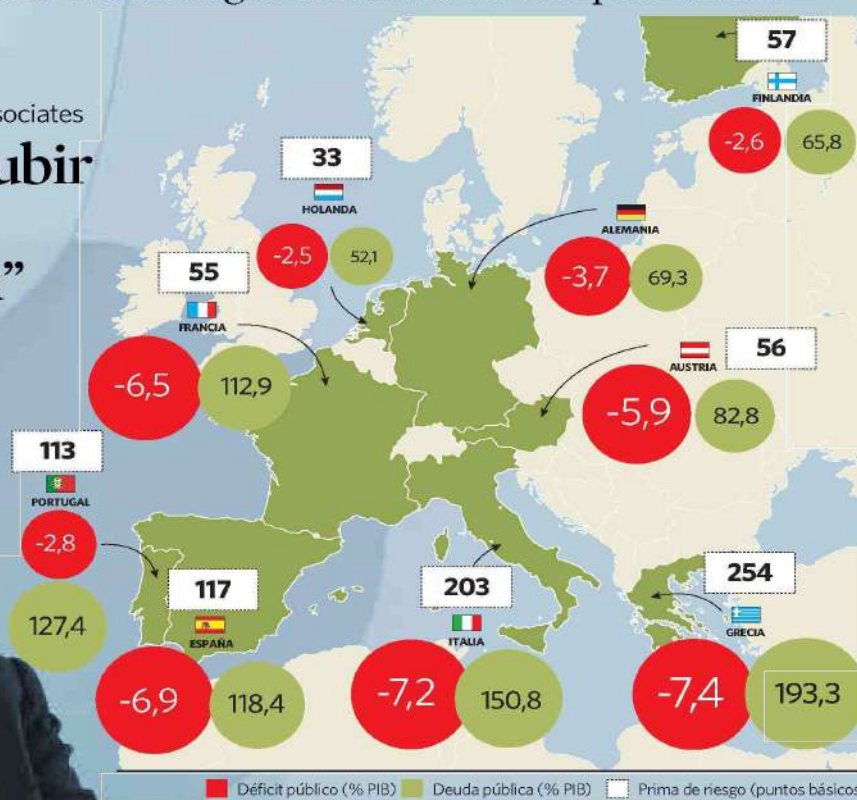 sociates
ubir
”
57
FINLANDIA
-2,6
65,8
33
HOLANDA
-2,5
52,1
ALEMANIA
-3,7
69,3
55
FRANCIA
-6,5
112,9
56
AUSTRIA
-5,9
82,8
113
PORTUGAL
-2,8
127,4
117
ESPAÑA
-6,9
118,4
203
ITALIA
-7,2
150,8
254
GRECIA
-7,4
193,3
Déficit público (% PIB) Deuda pública (% PIB) Prima de riesgo (puntos básicos